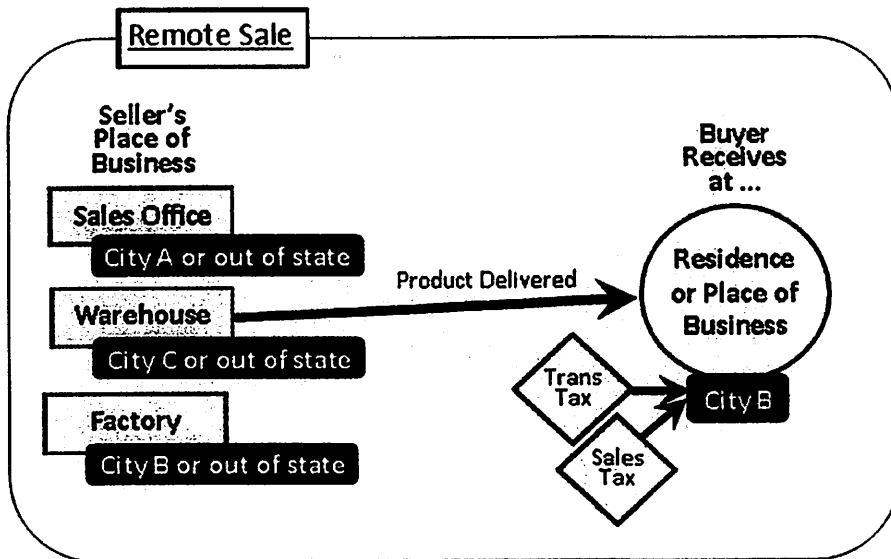 Remote Sale
Seller's
Place of
Business
Sales Office
City A or out of state
Warehouse
City C or out of state
Factory
City B or out of state
Product Delivered
Buyer
Receives
at ...
Residence
or Place of
Business
City B
Trans
Tax
Sales
Tax